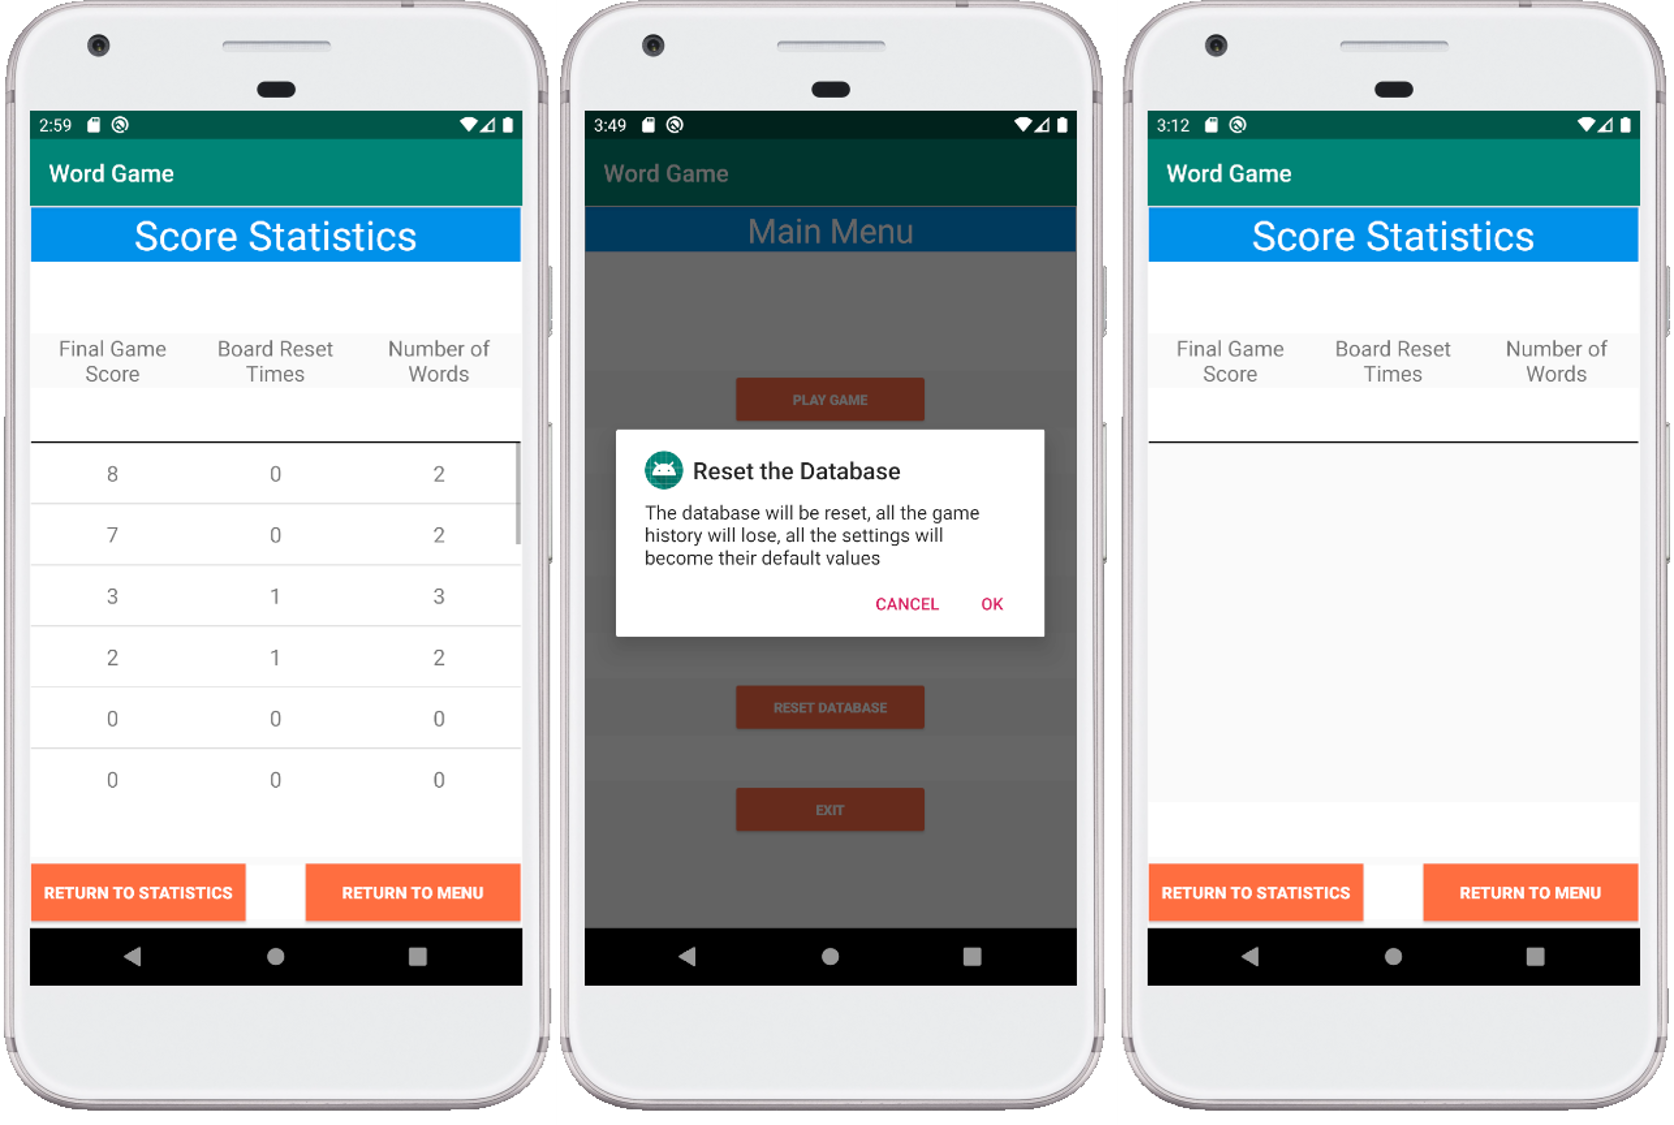 2:59
Word Game
Score Statistics
Final Game Score
Board Reset Times
Number of Words
8 0 2
7 0 2
3 1 3
2 1 2
0 0 0
0 0 0
RETURN TO STATISTICS
RETURN TO MENU
3:49
Word Game
Main Menu
PLAY GAME
Reset the Database
The database will be reset, all the game
history will lose, all the settings will
become their default values
CANCEL OK
RESET DATABASE
EXIT
3:12
Word Game
Score Statistics
Final Game Score
Board Reset Times
Number of Words
RETURN TO STATISTICS
RETURN TO MENU